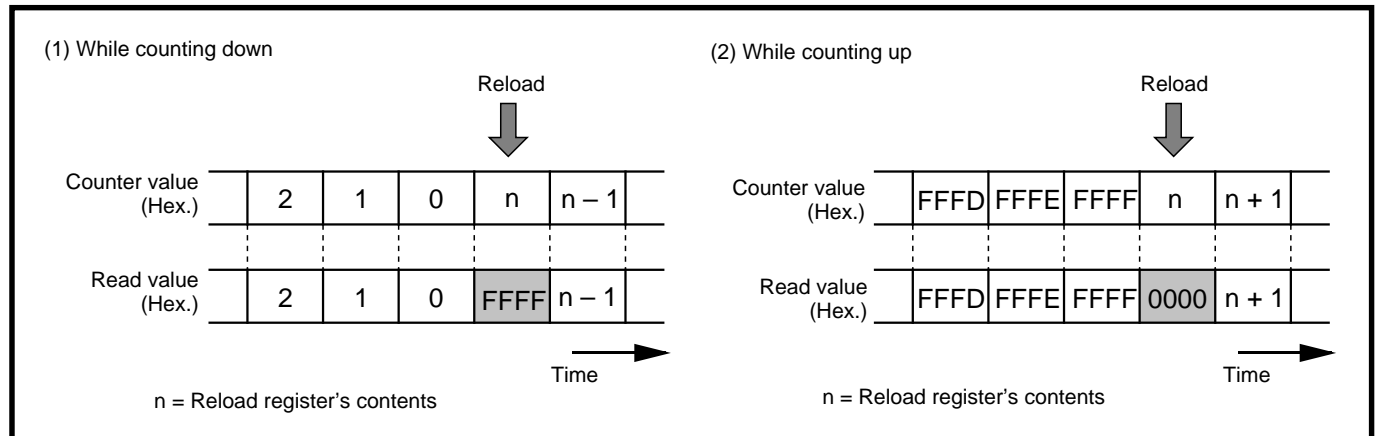 (1) While counting down
Reload
Counter value
(Hex.)
2 1 0 n n – 1
Read value
(Hex.)
2 1 0 FFFF n – 1
Time
n = Reload register's contents
(2) While counting up
Reload
Counter value
(Hex.)
FFFD FFFE FFFF n n + 1
Read value
(Hex.)
FFFD FFFE FFFF 0000 n + 1
Time
n = Reload register's contents